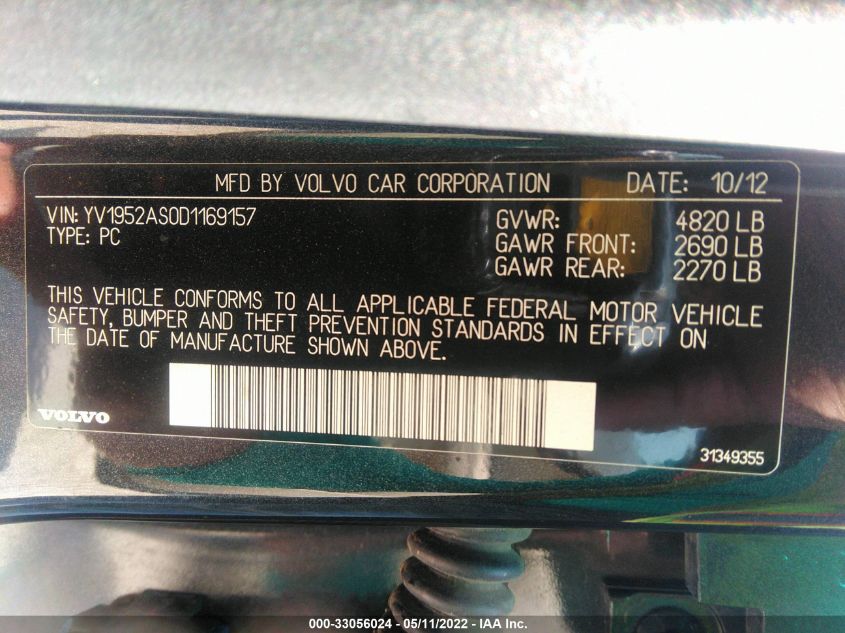 MFD BY VOLVO CAR CORPORATION DATE: 10/12
VIN: YV1952AS0D1169157 GVWR: 4820 LB
TYPE: PC GAWR FRONT: 2690 LB
GAWR REAR: 2270 LB
THIS VEHICLE CONFORMS TO ALL APPLICABLE FEDERAL MOTOR VEHICLE
SAFETY, BUMPER AND THEFT PREVENTION STANDARDS IN EFFECT ON
THE DATE OF MANUFACTURE SHOWN ABOVE.
VOLVO
31349355
000-33056024 - 05/11/2022 - IAA Inc.